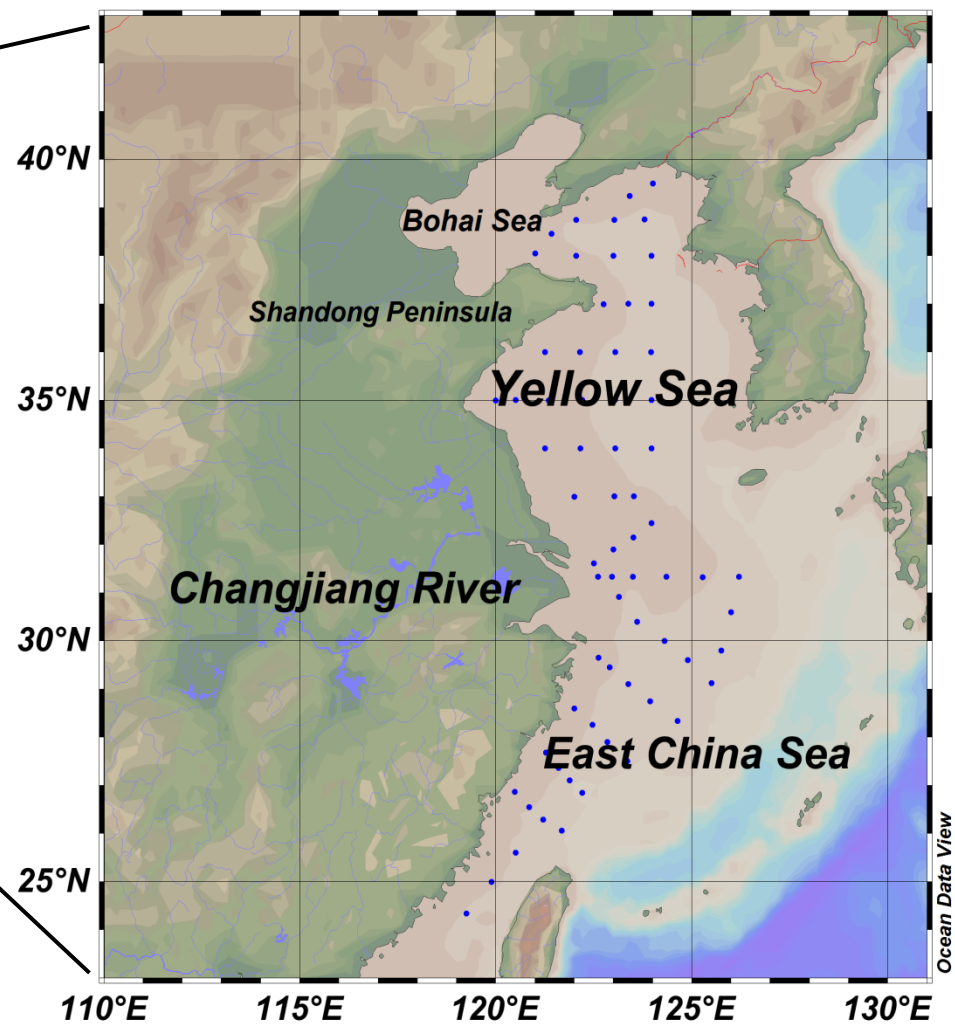 40°N
Bohai Sea
Shandong Peninsula
Yellow Sea
35°N
Changjiang River
30°N
East China Sea
25°N
Ocean Data View
110°E
115°E
120°E
125°E
130°E